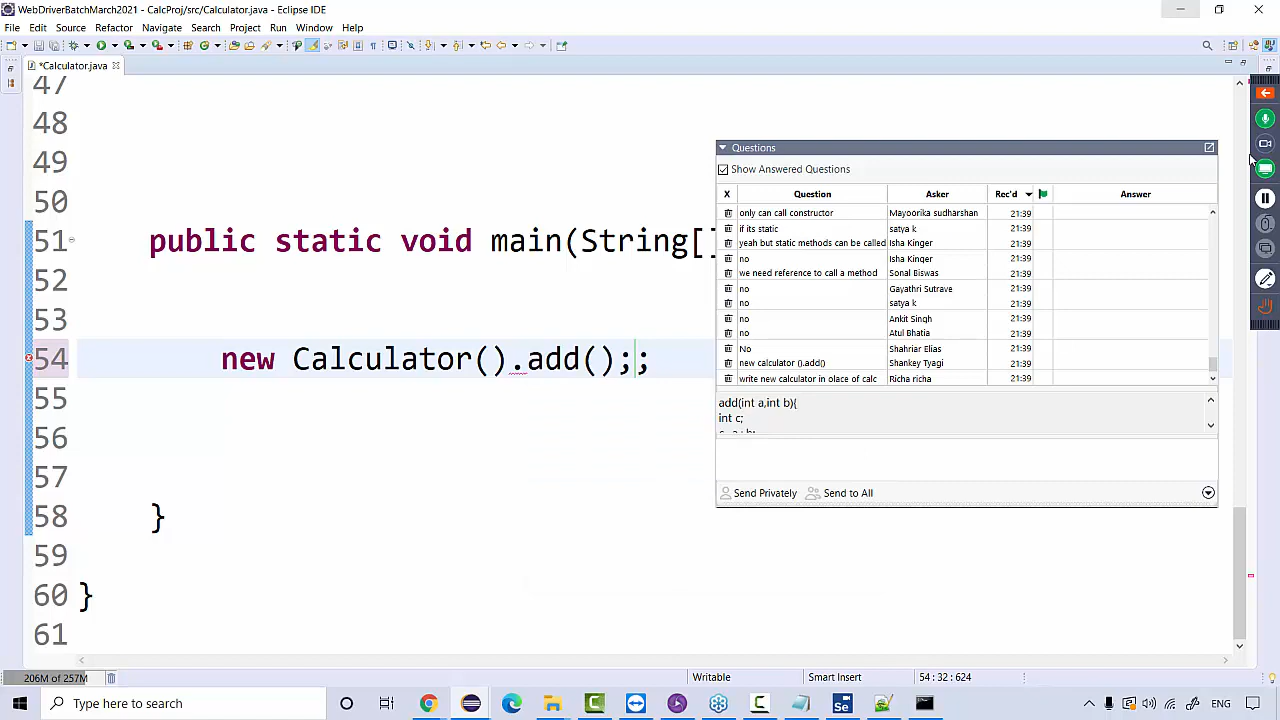 WebDriverBatchMarch2021 - CalcProj/src/Calculator.java - Eclipse IDE
File Edit Source Refactor Navigate Search Project Run Window Help
*Calculator.java
47
48
49
50
51 public static void main(String[]
52
53
54 new Calculator().add();;
55
56
57
58 }
59
60 }
61
Questions
Show Answered Questions
X Question Asker Rec'd Answer
only can call constructor Mayoorika sudharshan 21:39
if its static satya k 21:39
static methods can be called Isha Kinger 21:39
no Isha Kinger 21:39
we need reference to call a method Sonal Biswas 21:39
no Gayathri Sutrave 21:39
no satya k 21:39
no Ankit Singh 21:39
no Atul Bhatia 21:39
No Shahriar Elias 21:39
new calculator ().add() Shankey Tyagi 21:39
write new calculator in olace of calc Richa richa 21:39
add(int a,int b){
int c;
Send Privately Send to All
206M of 257M Writable Smart Insert 54 : 32 : 624
Type here to search ENG